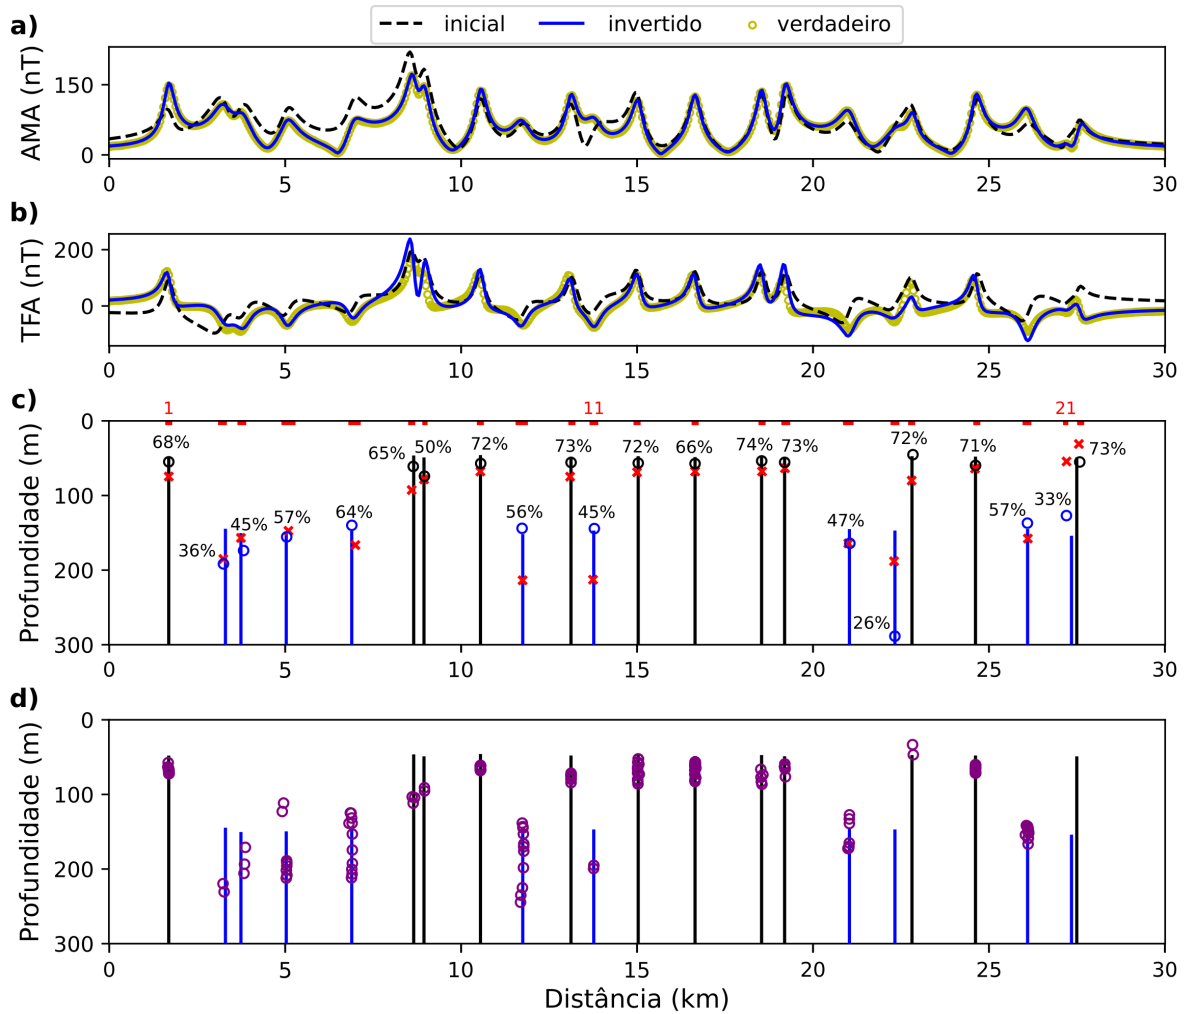 a)
inicial invertido verdadeiro
AMA (nT)
150
0
0 5 10 15 20 25 30
b)
TFA (nT)
200
0
0 5 10 15 20 25 30
c)
1 11 21
Profundidade (m)
0
100
200
300
68% 36% 45% 57% 64% 65% 50% 72% 56% 73% 45% 72% 66% 74% 73% 47% 26% 72% 71% 57% 33% 73%
0 5 10 15 20 25 30
d)
Profundidade (m)
0
100
200
300
0 5 10 15 20 25 30
Distância (km)